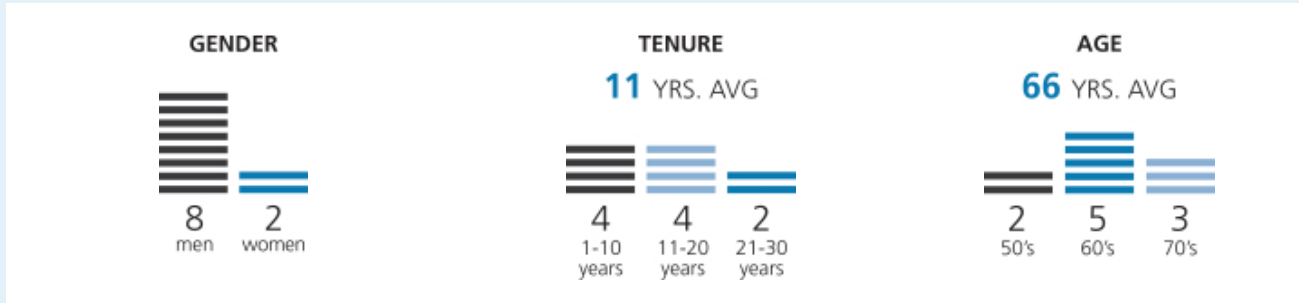 GENDER
8
men
2
women
TENURE
11 YRS. AVG
4
1-10
years
4
11-20
years
2
21-30
years
AGE
66 YRS. AVG
2
50's
5
60's
3
70's